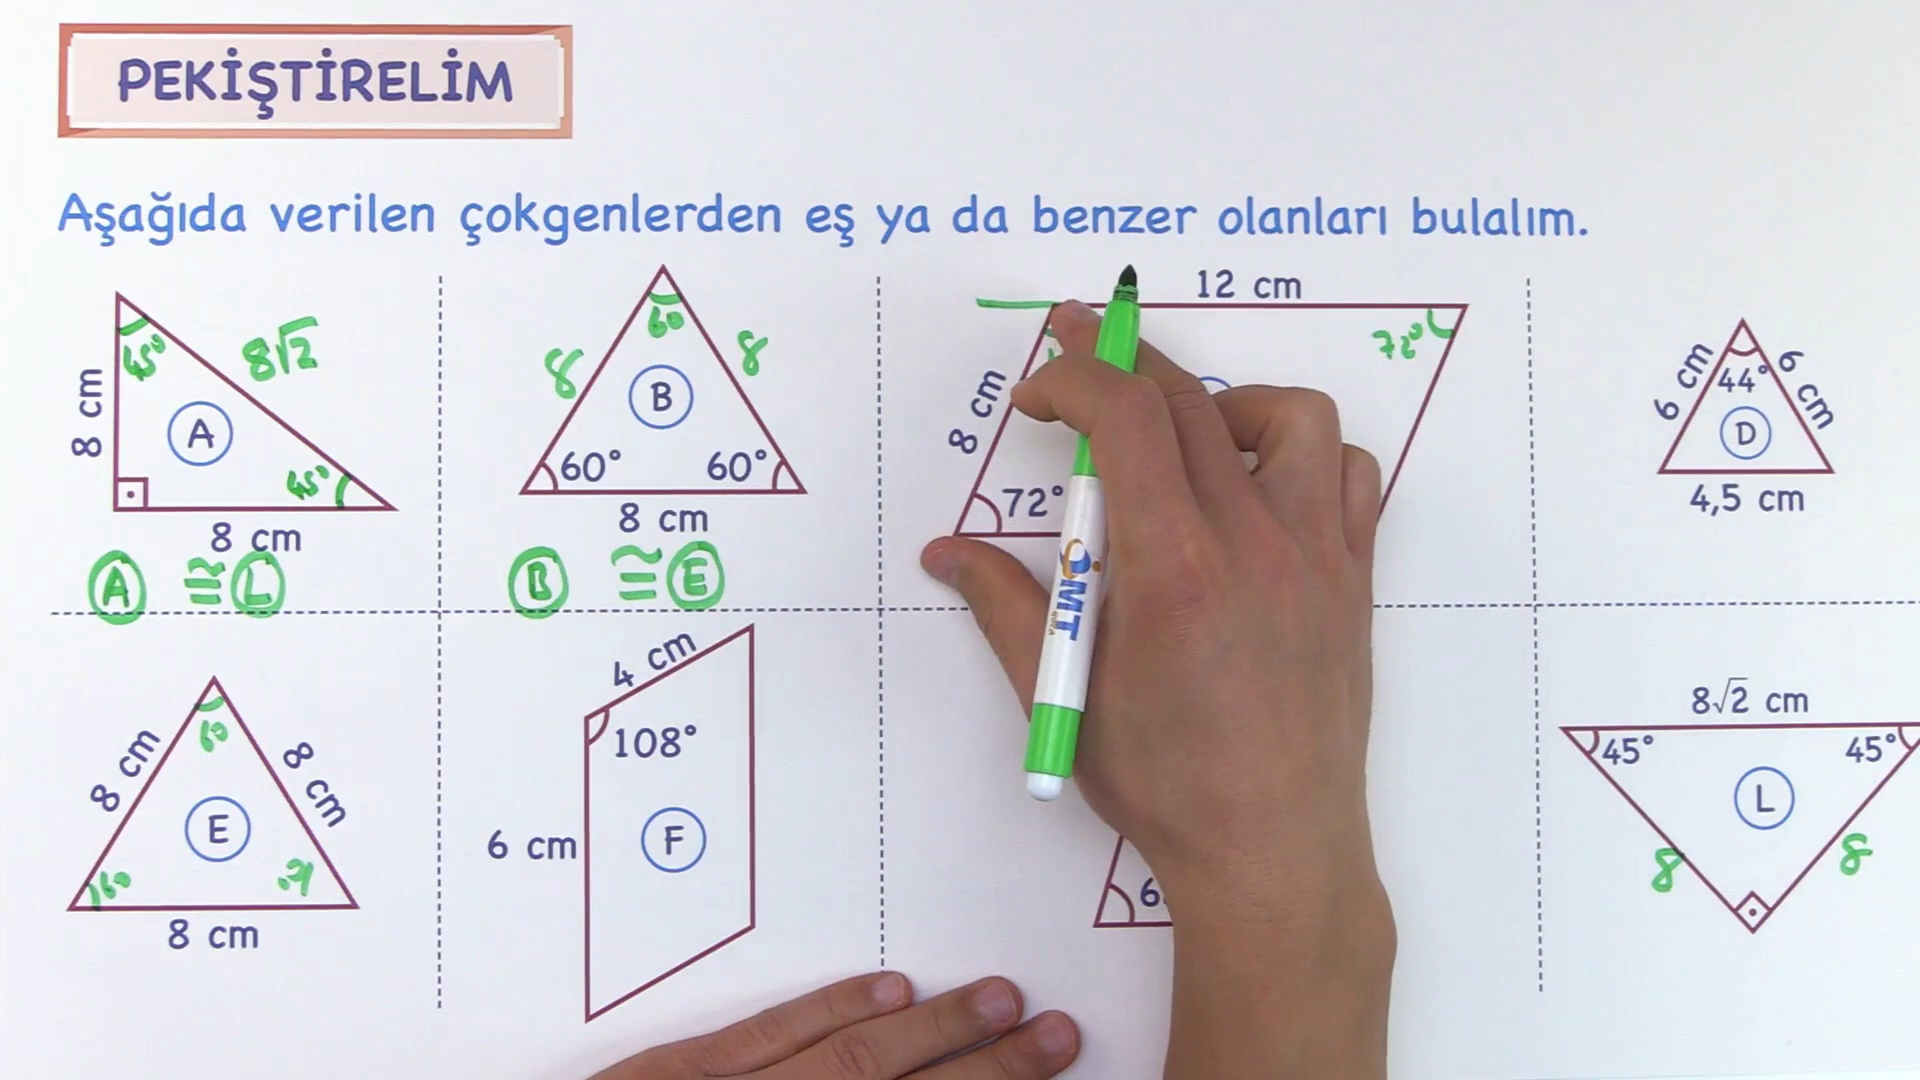 PEKİŞTİRELİM
Aşağıda verilen çokgenlerden eş ya da benzer olanları bulalım.
8 cm
45°
8√2
A
45°
8 cm
A ≅ L
60
8
8
B
60°
60°
8 cm
B ≅ E
12 cm
72°
8 cm
72°
6 cm
6 cm
44°
D
4,5 cm
60
8 cm
8 cm
E
60
8 cm
4 cm
108°
6 cm
F
MT
6
8√2 cm
45°
45°
L
8
8